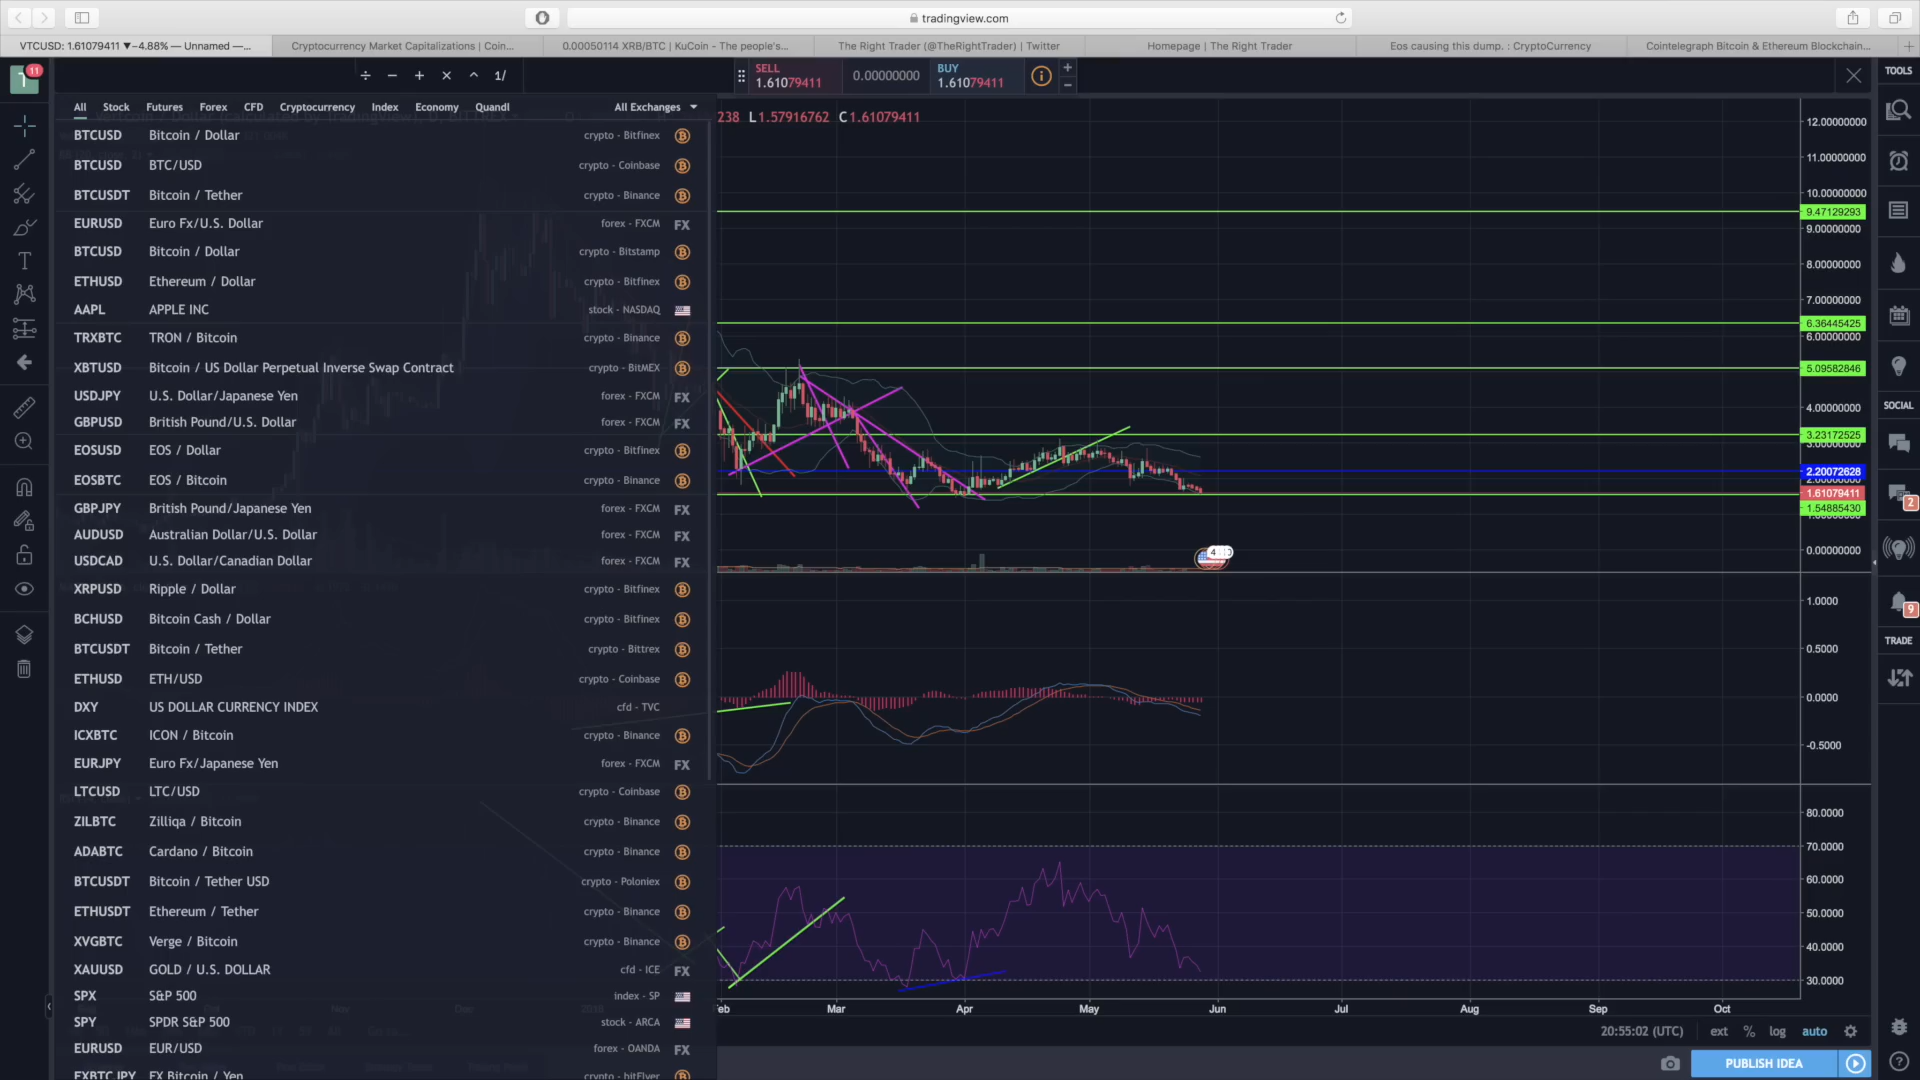 tradingview.com
VTCUSD: 1.61079411 ▼−4.88% — Unnamed —...
Cryptocurrency Market Capitalizations | Coin...
0.00050114 XRB/BTC | KuCoin - The people's...
The Right Trader (@TheRightTrader) | Twitter
Homepage | The Right Trader
Eos causing this dump. : CryptoCurrency
Cointelegraph Bitcoin & Ethereum Blockchain...
11
÷ − + × ^ 1/
SELL
1.61079411
0.00000000
BUY
1.61079411
TOOLS
All Stock Futures Forex CFD Cryptocurrency Index Economy Quandl All Exchanges
238 L1.57916762 C1.61079411
BTCUSD Bitcoin / Dollar crypto - Bitfinex
BTCUSD BTC/USD crypto - Coinbase
BTCUSDT Bitcoin / Tether crypto - Binance
EURUSD Euro Fx/U.S. Dollar forex - FXCM FX
BTCUSD Bitcoin / Dollar crypto - Bitstamp
ETHUSD Ethereum / Dollar crypto - Bitfinex
AAPL APPLE INC stock - NASDAQ
TRXBTC TRON / Bitcoin crypto - Binance
XBTUSD Bitcoin / US Dollar Perpetual Inverse Swap Contract crypto - BitMEX
USDJPY U.S. Dollar/Japanese Yen forex - FXCM FX
GBPUSD British Pound/U.S. Dollar forex - FXCM FX
EOSUSD EOS / Dollar crypto - Bitfinex
EOSBTC EOS / Bitcoin crypto - Binance
GBPJPY British Pound/Japanese Yen forex - FXCM FX
AUDUSD Australian Dollar/U.S. Dollar forex - FXCM FX
USDCAD U.S. Dollar/Canadian Dollar forex - FXCM FX
XRPUSD Ripple / Dollar crypto - Bitfinex
BCHUSD Bitcoin Cash / Dollar crypto - Bitfinex
BTCUSDT Bitcoin / Tether crypto - Bittrex
ETHUSD ETH/USD crypto - Coinbase
DXY US DOLLAR CURRENCY INDEX cfd - TVC
ICXBTC ICON / Bitcoin crypto - Binance
EURJPY Euro Fx/Japanese Yen forex - FXCM FX
LTCUSD LTC/USD crypto - Coinbase
ZILBTC Zilliqa / Bitcoin crypto - Binance
ADABTC Cardano / Bitcoin crypto - Binance
BTCUSDT Bitcoin / Tether USD crypto - Poloniex
ETHUSDT Ethereum / Tether crypto - Binance
XVGBTC Verge / Bitcoin crypto - Binance
XAUUSD GOLD / U.S. DOLLAR cfd - ICE FX
SPX S&P 500 index - SP
SPY SPDR S&P 500 stock - ARCA
EURUSD EUR/USD forex - OANDA FX
FXBTCJPY FX Bitcoin / Yen crypto - bitFlyer
12.00000000
11.00000000
10.00000000
9.47129293
9.00000000
8.00000000
7.00000000
6.36445425
6.00000000
5.09582846
4.00000000
3.23172525
2.20072628
1.61079411
1.54885430
0.00000000
1.0000
0.5000
0.0000
-0.5000
80.0000
70.0000
60.0000
50.0000
40.0000
30.0000
4
SOCIAL
2
9
TRADE
Feb Mar Apr May Jun Jul Aug Sep Oct
20:55:02 (UTC) ext % log auto
PUBLISH IDEA